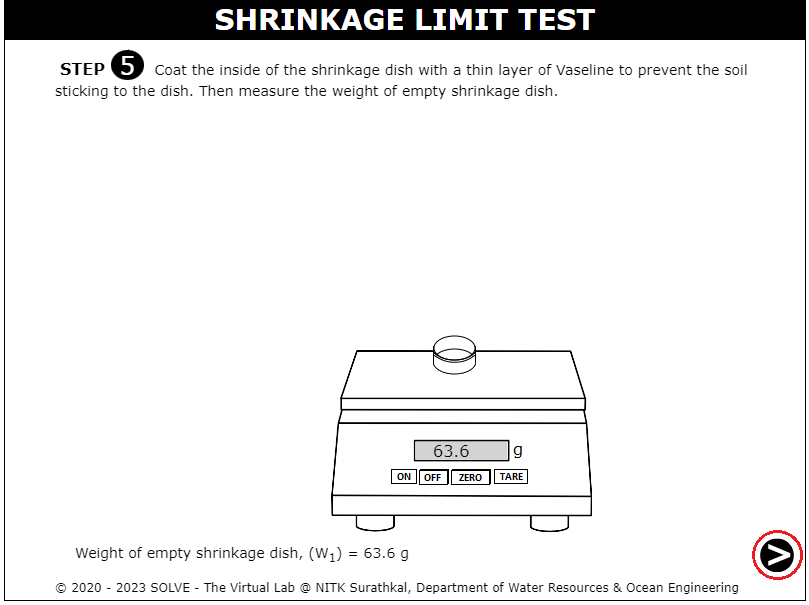 SHRINKAGE LIMIT TEST
STEP 5 Coat the inside of the shrinkage dish with a thin layer of Vaseline to prevent the soil
sticking to the dish. Then measure the weight of empty shrinkage dish.
63.6 g
ON OFF ZERO TARE
Weight of empty shrinkage dish, (W₁) = 63.6 g
© 2020 - 2023 SOLVE - The Virtual Lab @ NITK Surathkal, Department of Water Resources & Ocean Engineering